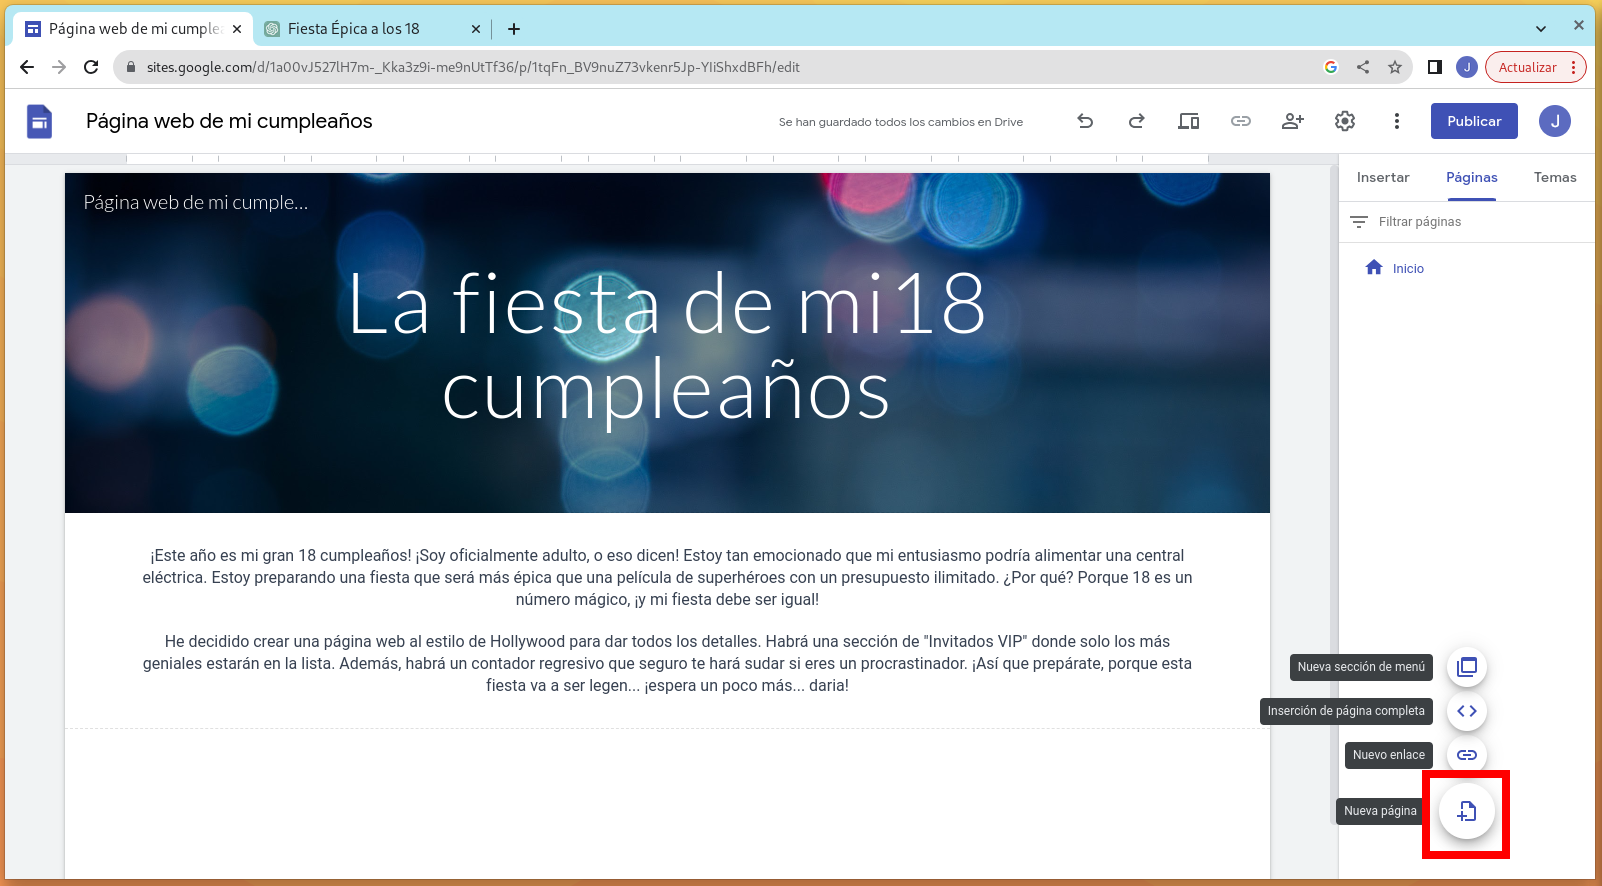 Página web de mi cumple
Fiesta Épica a los 18
sites.google.com/d/1a00vJ527lH7m-_Kka3z9i-me9nUtTf36/p/1tqFn_BV9nuZ73vkenr5Jp-YIiShxdBFh/edit
J
Actualizar
Página web de mi cumpleaños
Se han guardado todos los cambios en Drive
Publicar
J
Insertar Páginas Temas
Filtrar páginas
Inicio
Página web de mi cumple...
La fiesta de mi18
cumpleaños
¡Este año es mi gran 18 cumpleaños! ¡Soy oficialmente adulto, o eso dicen! Estoy tan emocionado que mi entusiasmo podría alimentar una central
eléctrica. Estoy preparando una fiesta que será más épica que una película de superhéroes con un presupuesto ilimitado. ¿Por qué? Porque 18 es un
número mágico, ¡y mi fiesta debe ser igual!
He decidido crear una página web al estilo de Hollywood para dar todos los detalles. Habrá una sección de "Invitados VIP" donde solo los más
geniales estarán en la lista. Además, habrá un contador regresivo que seguro te hará sudar si eres un procrastinador. ¡Así que prepárate, porque esta
fiesta va a ser legen... ¡espera un poco más... daria!
Nueva sección de menú
Inserción de página completa
Nuevo enlace
Nueva página